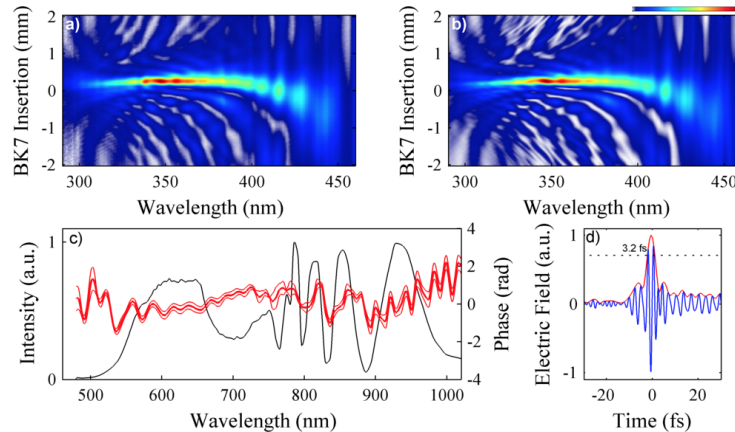 a)
b)
BK7 Insertion (mm)
2
1
0
-1
-2
300
350
400
450
Wavelength (nm)
BK7 Insertion (mm)
2
1
0
-1
-2
300
350
400
450
Wavelength (nm)
c)
Intensity (a.u.)
1
0
4
2
0
-2
-4
Phase (rad)
500
600
700
800
900
1000
Wavelength (nm)
d)
3.2 fs
Electric Field (a.u.)
1
0
-1
-20
0
20
Time (fs)